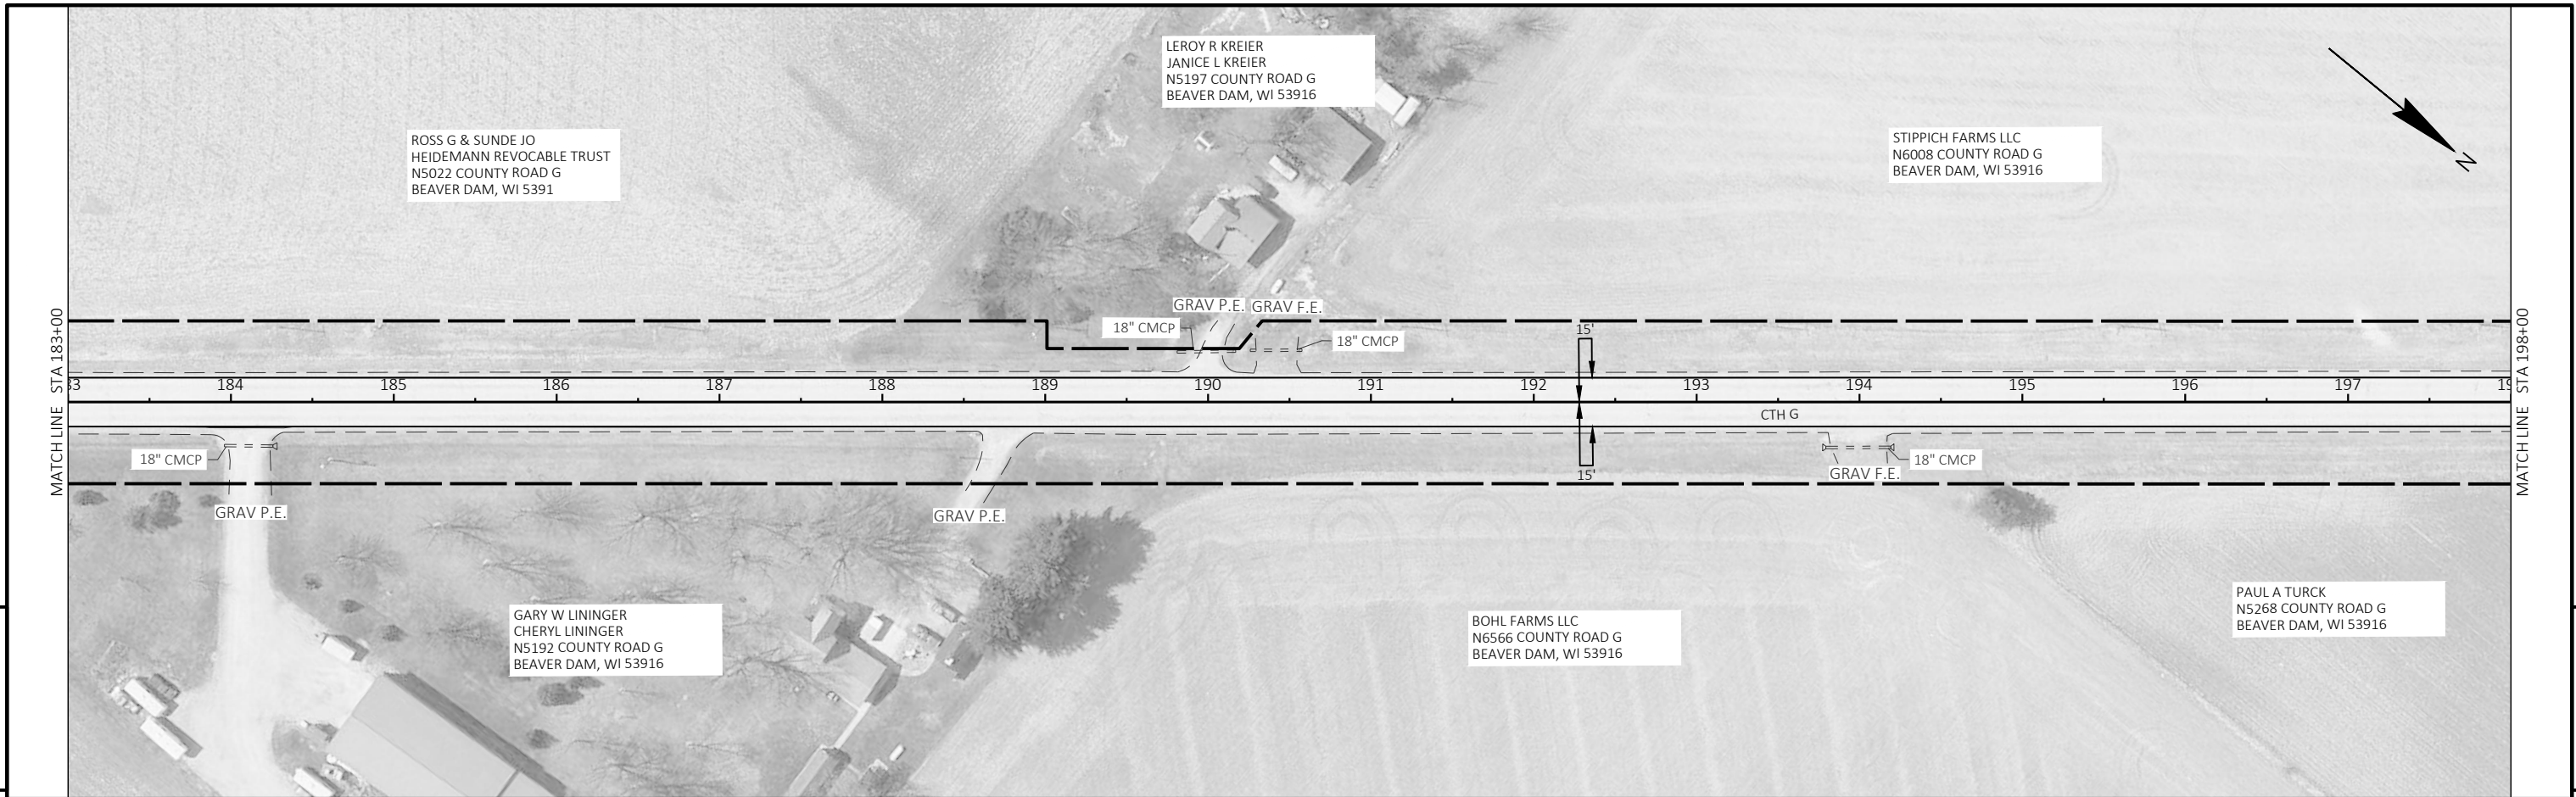 LEROY R KREIER
JANICE L KREIER
N5197 COUNTY ROAD G
BEAVER DAM, WI 53916
ROSS G & SUNDE JO
HEIDEMANN REVOCABLE TRUST
N5022 COUNTY ROAD G
BEAVER DAM, WI 5391
STIPPICH FARMS LLC
N6008 COUNTY ROAD G
BEAVER DAM, WI 53916
N
GRAV P.E.
GRAV F.E.
18" CMCP
18" CMCP
15'
MATCH LINE STA 183+00
83 184 185 186 187 188 189 190 191 192 193 194 195 196 197 19
MATCH LINE STA 198+00
CTH G
18" CMCP
GRAV P.E.
GRAV P.E.
15'
GRAV F.E.
18" CMCP
GARY W LININGER
CHERYL LININGER
N5192 COUNTY ROAD G
BEAVER DAM, WI 53916
BOHL FARMS LLC
N6566 COUNTY ROAD G
BEAVER DAM, WI 53916
PAUL A TURCK
N5268 COUNTY ROAD G
BEAVER DAM, WI 53916